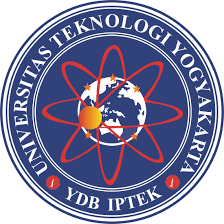 UNIVERSITAS TEKNOLOGI YOGYAKARTA
YDB IPTEK